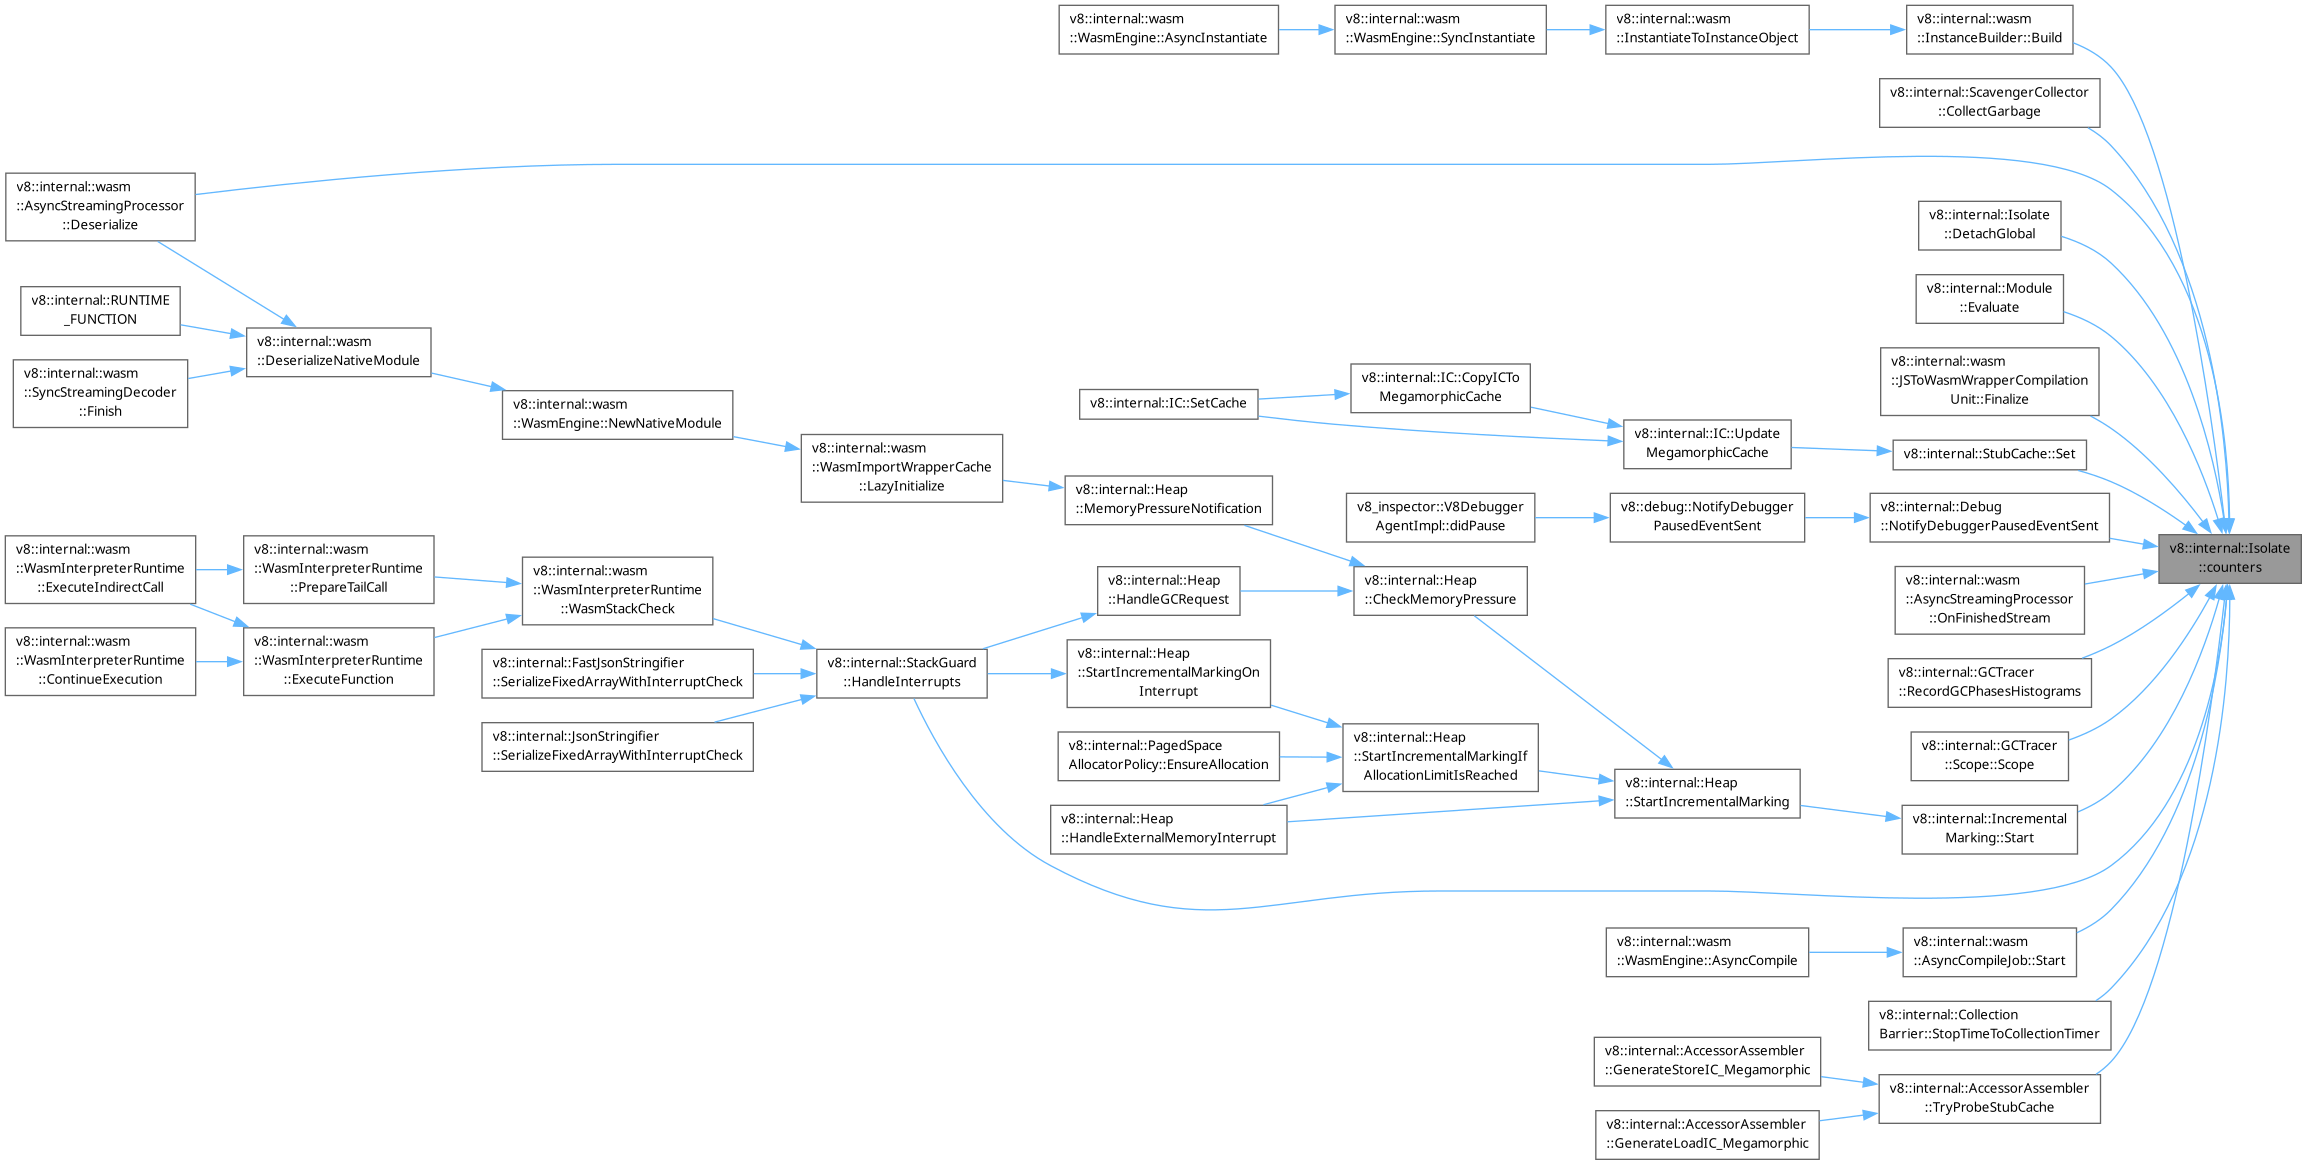 v8::internal::wasm
::WasmEngine::AsyncInstantiate
v8::internal::wasm
::WasmEngine::SyncInstantiate
v8::internal::wasm
::InstantiateToInstanceObject
v8::internal::wasm
::InstanceBuilder::Build
v8::internal::ScavengerCollector
::CollectGarbage
v8::internal::wasm
::AsyncStreamingProcessor
::Deserialize
v8::internal::Isolate
::DetachGlobal
v8::internal::RUNTIME
_FUNCTION
v8::internal::Module
::Evaluate
v8::internal::wasm
::DeserializeNativeModule
v8::internal::wasm
::SyncStreamingDecoder
::Finish
v8::internal::wasm
::WasmEngine::NewNativeModule
v8::internal::IC::SetCache
v8::internal::IC::CopyICTo
MegamorphicCache
v8::internal::wasm
::JSToWasmWrapperCompilation
Unit::Finalize
v8::internal::wasm
::WasmImportWrapperCache
::LazyInitialize
v8::internal::IC::Update
MegamorphicCache
v8::internal::StubCache::Set
v8::internal::Heap
::MemoryPressureNotification
v8_inspector::V8Debugger
AgentImpl::didPause
v8::debug::NotifyDebugger
PausedEventSent
v8::internal::Debug
::NotifyDebuggerPausedEventSent
v8::internal::Isolate
::counters
v8::internal::wasm
::WasmInterpreterRuntime
::ExecuteIndirectCall
v8::internal::wasm
::WasmInterpreterRuntime
::PrepareTailCall
v8::internal::wasm
::WasmInterpreterRuntime
::WasmStackCheck
v8::internal::Heap
::HandleGCRequest
v8::internal::Heap
::CheckMemoryPressure
v8::internal::wasm
::AsyncStreamingProcessor
::OnFinishedStream
v8::internal::wasm
::WasmInterpreterRuntime
::ContinueExecution
v8::internal::wasm
::WasmInterpreterRuntime
::ExecuteFunction
v8::internal::FastJsonStringifier
::SerializeFixedArrayWithInterruptCheck
v8::internal::StackGuard
::HandleInterrupts
v8::internal::Heap
::StartIncrementalMarkingOn
Interrupt
v8::internal::GCTracer
::RecordGCPhasesHistograms
v8::internal::JsonStringifier
::SerializeFixedArrayWithInterruptCheck
v8::internal::PagedSpace
AllocatorPolicy::EnsureAllocation
v8::internal::Heap
::StartIncrementalMarkingIf
AllocationLimitIsReached
v8::internal::GCTracer
::Scope::Scope
v8::internal::Heap
::StartIncrementalMarking
v8::internal::Heap
::HandleExternalMemoryInterrupt
v8::internal::Incremental
Marking::Start
v8::internal::wasm
::WasmEngine::AsyncCompile
v8::internal::wasm
::AsyncCompileJob::Start
v8::internal::Collection
Barrier::StopTimeToCollectionTimer
v8::internal::AccessorAssembler
::GenerateStoreIC_Megamorphic
v8::internal::AccessorAssembler
::TryProbeStubCache
v8::internal::AccessorAssembler
::GenerateLoadIC_Megamorphic